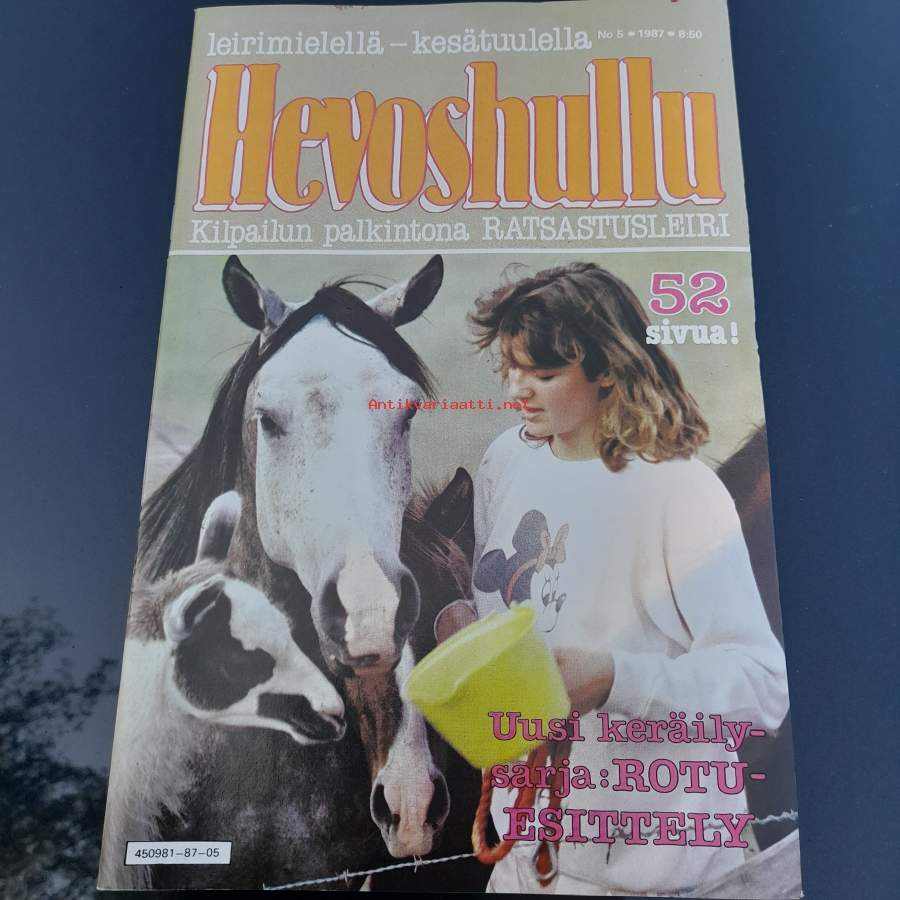 leirimielellä – kesätuulella No 5 • 1987 • 8:50
Hevoshullu
Kilpailun palkintona RATSASTUSLEIRI
52
sivua!
Antikvariaatti.net
Uusi keräily-
sarja: ROTU-
ESITTELY
450981-87-05